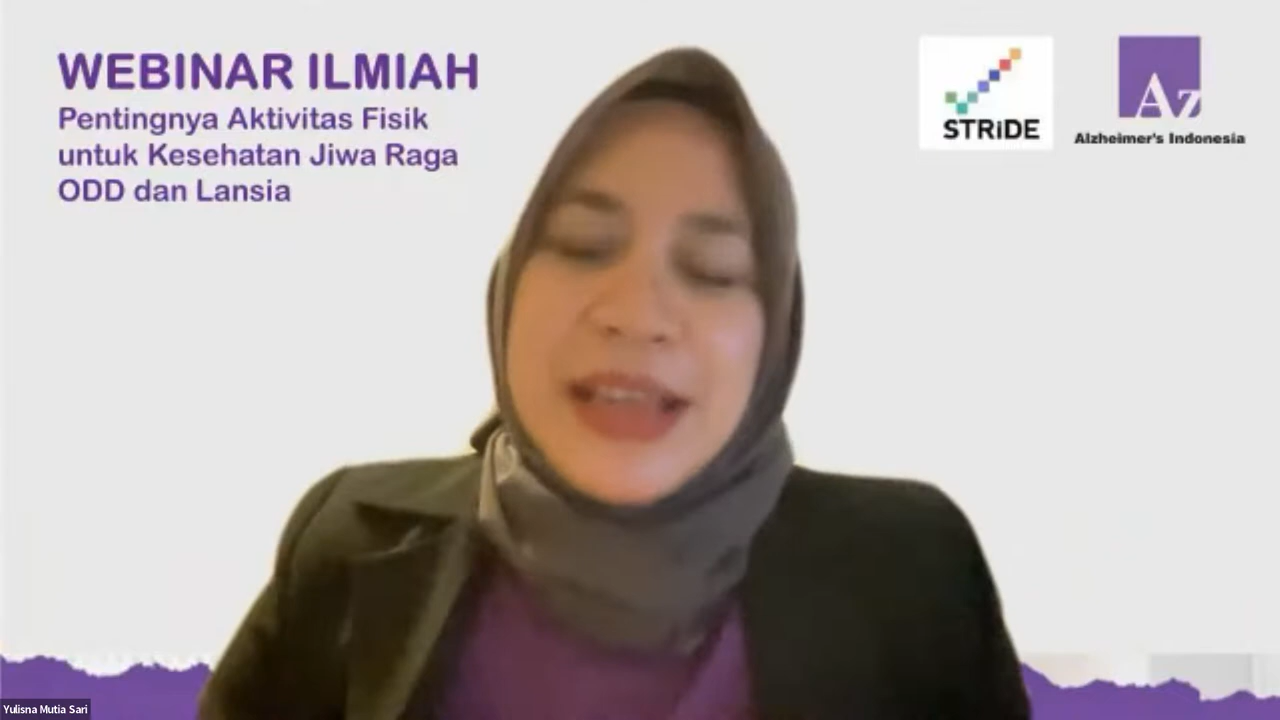 WEBINAR ILMIAH
Pentingnya Aktivitas Fisik
untuk Kesehatan Jiwa Raga
ODD dan Lansia
STRiDE
Az
Alzheimer's Indonesia
Yulisna Mutia Sari